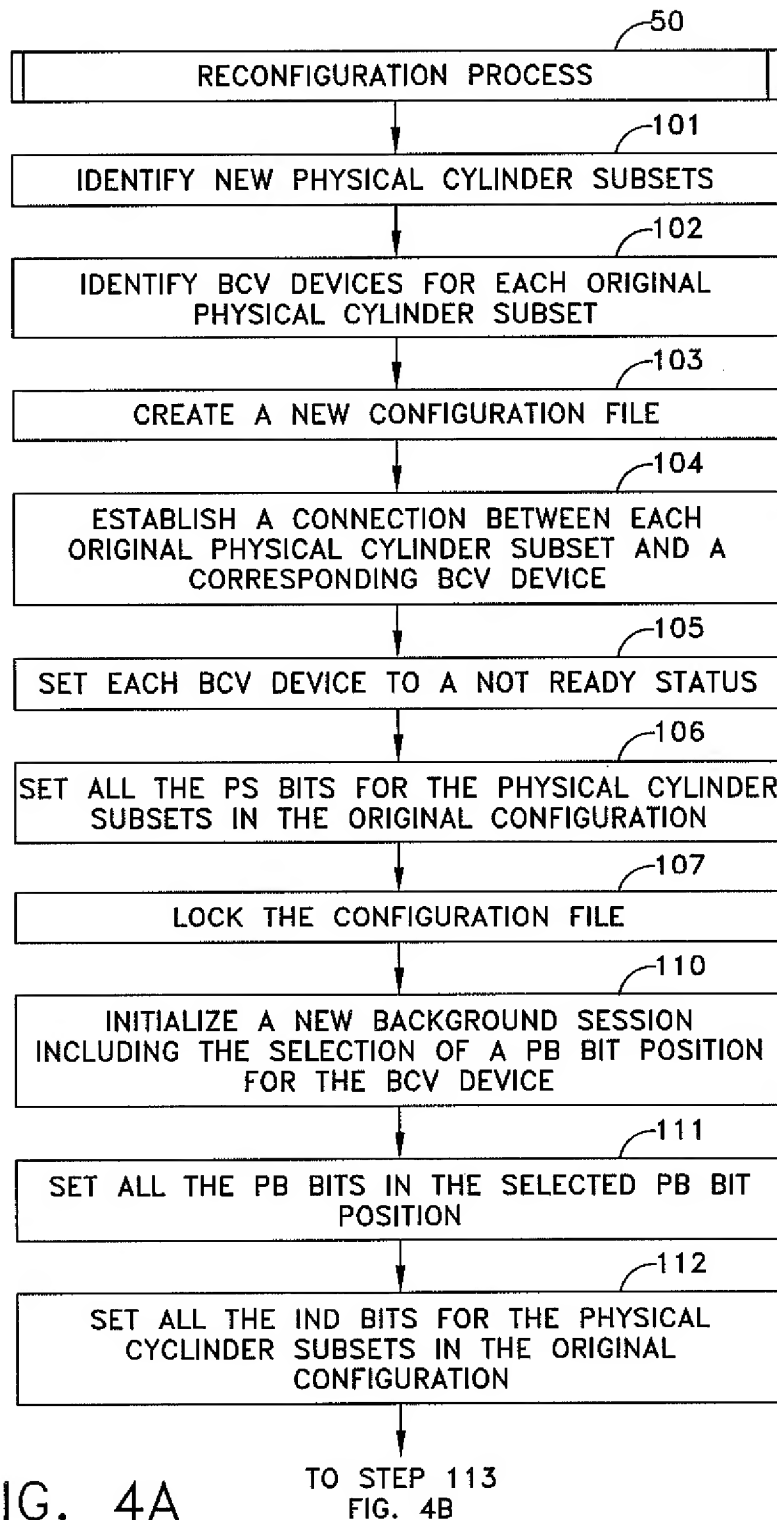 50
RECONFIGURATION PROCESS
101
IDENTIFY NEW PHYSICAL CYLINDER SUBSETS
102
IDENTIFY BCV DEVICES FOR EACH ORIGINAL
PHYSICAL CYLINDER SUBSET
103
CREATE A NEW CONFIGURATION FILE
104
ESTABLISH A CONNECTION BETWEEN EACH
ORIGINAL PHYSICAL CYLINDER SUBSET AND A
CORRESPONDING BCV DEVICE
105
SET EACH BCV DEVICE TO A NOT READY STATUS
106
SET ALL THE PS BITS FOR THE PHYSICAL CYLINDER
SUBSETS IN THE ORIGINAL CONFIGURATION
107
LOCK THE CONFIGURATION FILE
110
INITIALIZE A NEW BACKGROUND SESSION
INCLUDING THE SELECTION OF A PB BIT POSITION
FOR THE BCV DEVICE
111
SET ALL THE PB BITS IN THE SELECTED PB BIT
POSITION
112
SET ALL THE IND BITS FOR THE PHYSICAL
CYCLINDER SUBSETS IN THE ORIGINAL
CONFIGURATION
TO STEP 113
FIG. 4B
IG. 4A